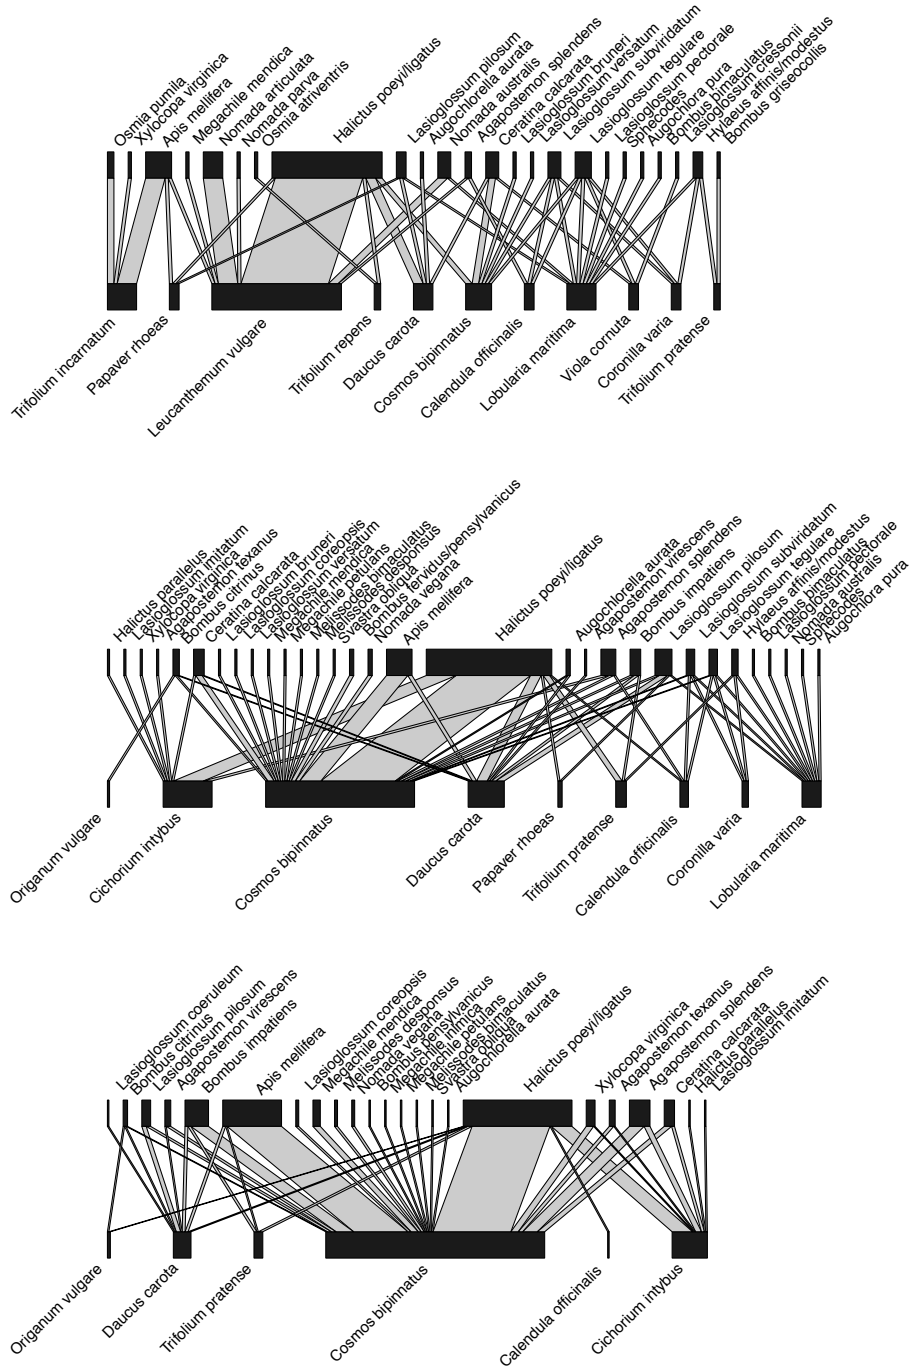 Osmia pumila
Xylocopa virginica
Apis mellifera
Megachile mendica
Nomada articulata
Nomada parva
Osmia atriventris
Halictus poeyi/ligatus
Lasioglossum pilosum
Augochlorella aurata
Nomada australis
Agapostemon splendens
Ceratina calcarata
Lasioglossum bruneri
Lasioglossum versatum
Lasioglossum subviridatum
Lasioglossum tegulare
Lasioglossum pectorale
Sphecodes
Augochlora pura
Bombus bimaculatus
Lasioglossum cressonii
Hylaeus affinis/modestus
Bombus griseocollis
Trifolium incarnatum
Papaver rhoeas
Leucanthemum vulgare
Trifolium repens
Daucus carota
Cosmos bipinnatus
Calendula officinalis
Lobularia maritima
Viola cornuta
Coronilla varia
Trifolium pratense
Halictus parallelus
Lasioglossum imitatum
Xylocopa virginica
Agapostemon texanus
Bombus citrinus
Ceratina calcarata
Lasioglossum bruneri
Lasioglossum coreopsis
Lasioglossum versatum
Megachile mendica
Megachile petulans
Melissodes bimaculatus
Melissodes desponsus
Svastra obliqua
Bombus fervidus/pensylvanicus
Nomada vegana
Apis mellifera
Halictus poeyi/ligatus
Augochlorella aurata
Agapostemon virescens
Agapostemon splendens
Bombus impatiens
Lasioglossum pilosum
Lasioglossum subviridatum
Lasioglossum tegulare
Hylaeus affinis/modestus
Bombus bimaculatus
Lasioglossum pectorale
Nomada australis
Sphecodes
Augochlora pura
Origanum vulgare
Cichorium intybus
Cosmos bipinnatus
Daucus carota
Papaver rhoeas
Trifolium pratense
Calendula officinalis
Coronilla varia
Lobularia maritima
Lasioglossum coeruleum
Bombus citrinus
Lasioglossum pilosum
Agapostemon virescens
Bombus impatiens
Apis mellifera
Lasioglossum coreopsis
Megachile mendica
Melissodes desponsus
Nomada vegana
Bombus pensylvanicus
Megachile inimica
Megachile petulans
Melissodes bimaculatus
Svastra obliqua
Augochlorella aurata
Halictus poeyi/ligatus
Xylocopa virginica
Agapostemon texanus
Agapostemon splendens
Ceratina calcarata
Halictus parallelus
Lasioglossum imitatum
Origanum vulgare
Daucus carota
Trifolium pratense
Cosmos bipinnatus
Calendula officinalis
Cichorium intybus